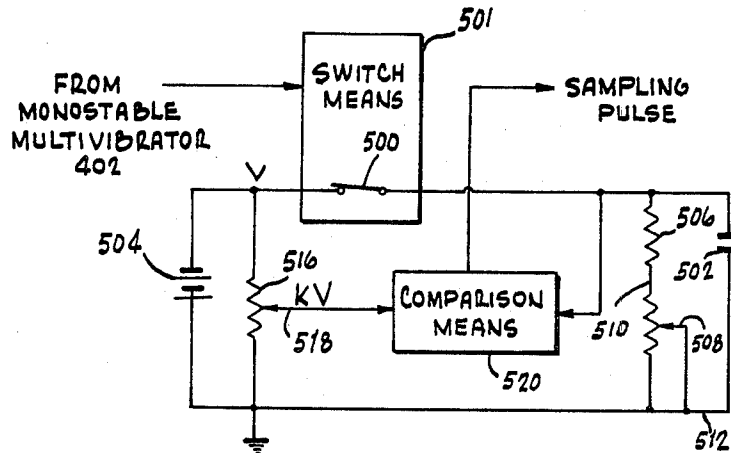 501
FROM
MONOSTABLE
MULTIVIBRATOR
402
SWITCH
MEANS
SAMPLING
PULSE
500
V
504
516
KV
518
COMPARISON
MEANS
520
506
502
510
508
512